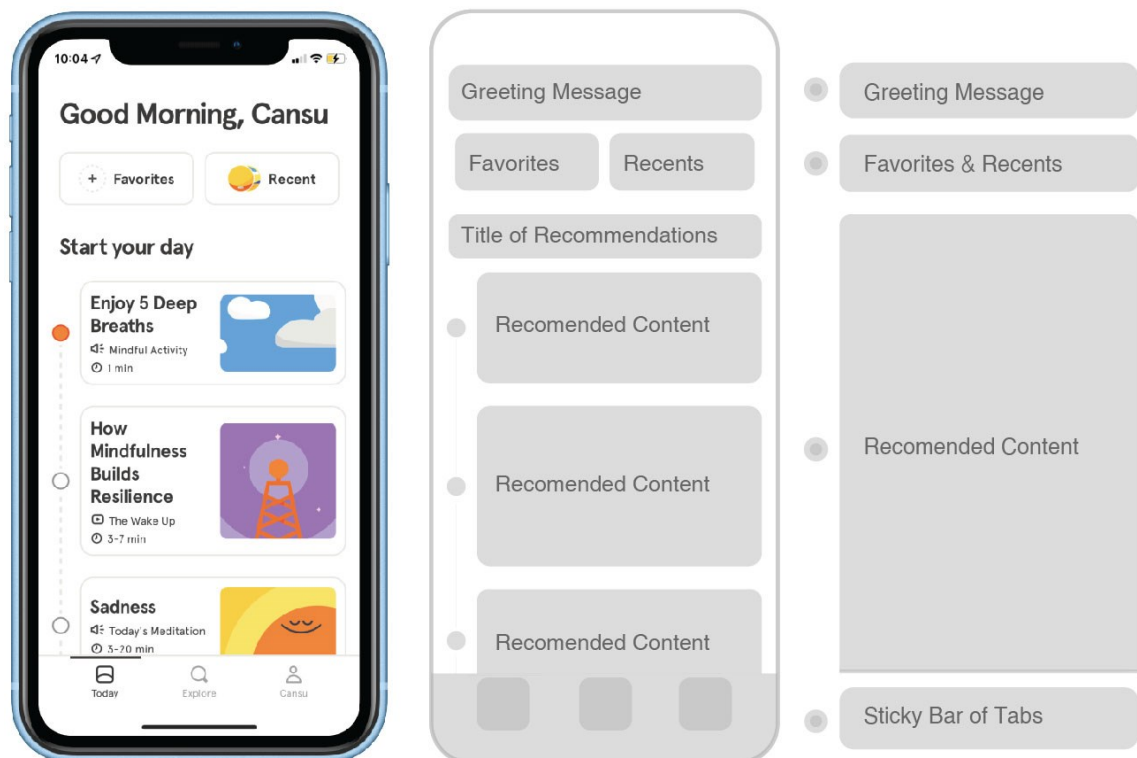 10:04
Good Morning, Cansu
+ Favorites
Recent
Start your day
Enjoy 5 Deep
Breaths
Mindful Activity
1 min
How
Mindfulness
Builds
Resilience
The Wake Up
3-7 min
Sadness
Today's Meditation
3-20 min
Today
Explore
Cansu
Greeting Message
Favorites
Recents
Title of Recommendations
Recomended Content
Recomended Content
Recomended Content
Greeting Message
Favorites & Recents
Recomended Content
Sticky Bar of Tabs